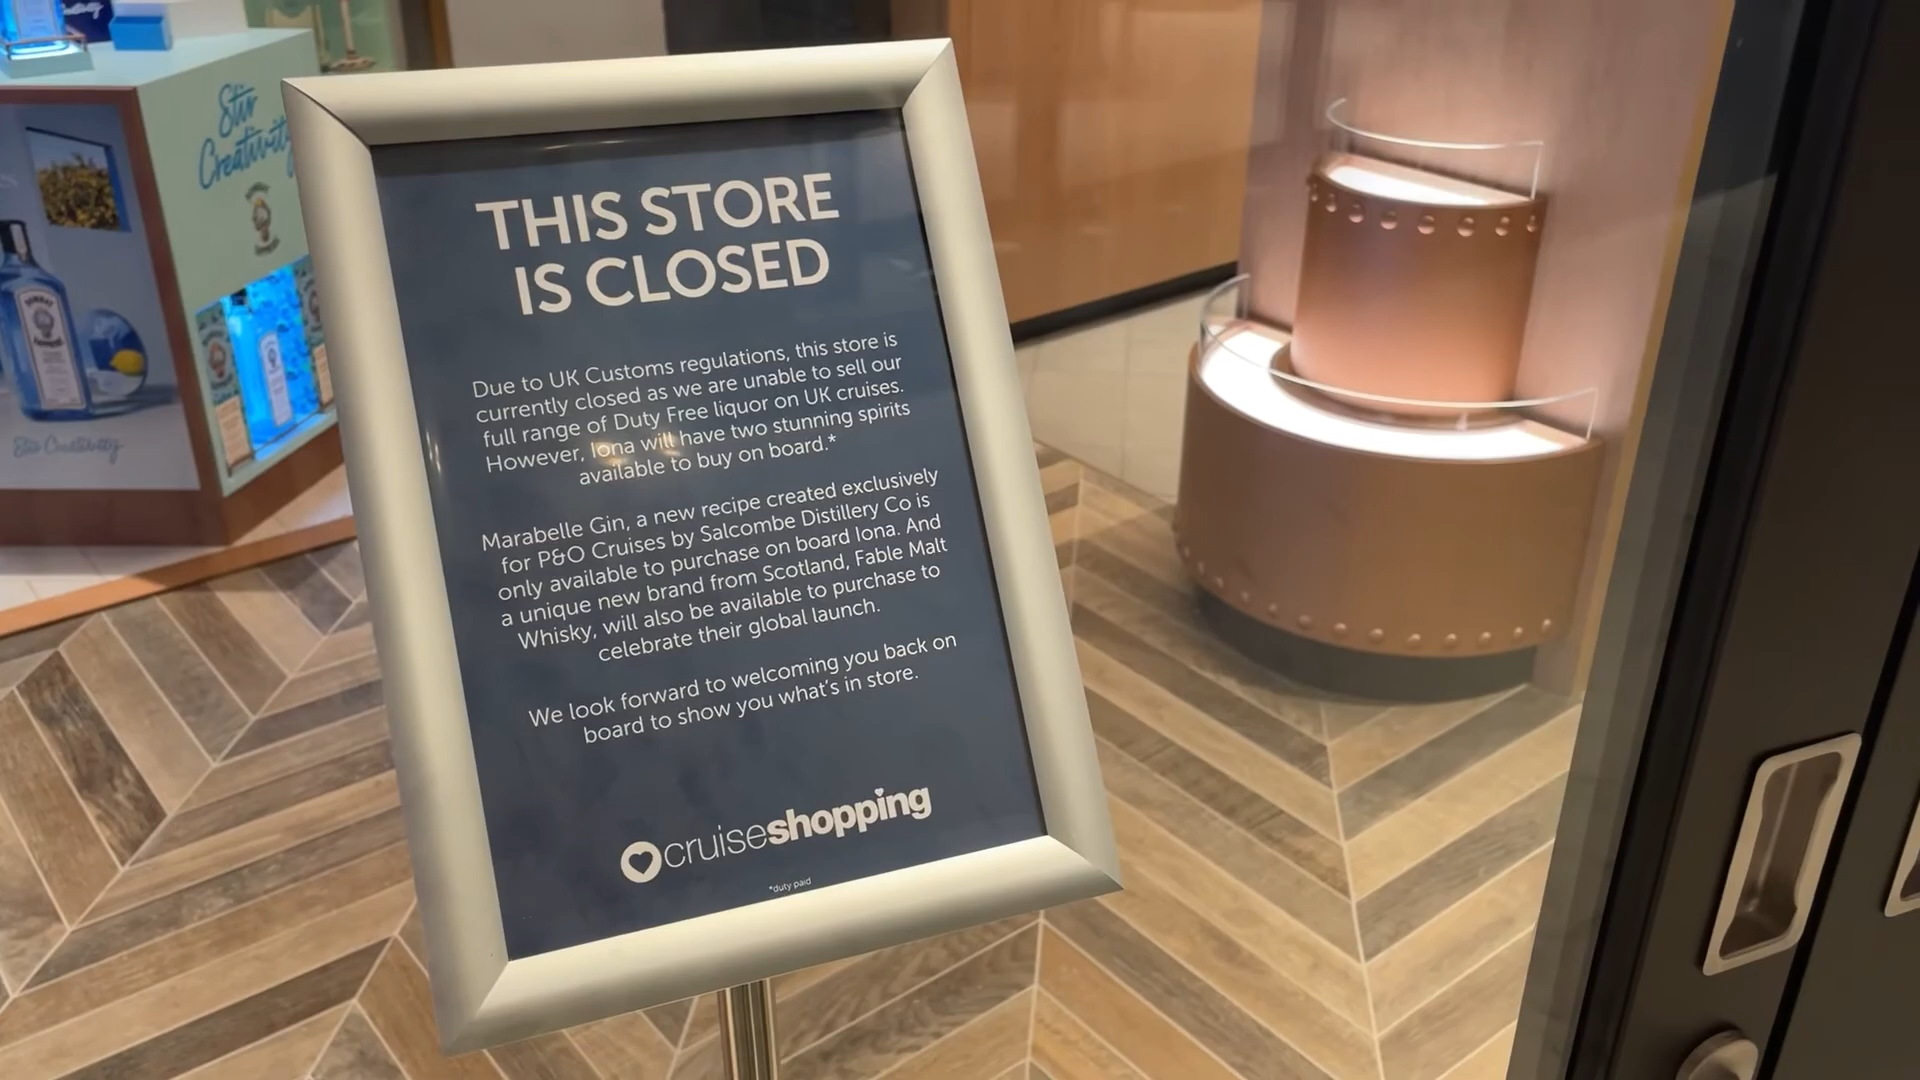 Stir
Creativity
BOMBAY
Stir Creativity
THIS STORE
IS CLOSED
Due to UK Customs regulations, this store is
currently closed as we are unable to sell our
full range of Duty Free liquor on UK cruises.
However, Iona will have two stunning spirits
available to buy on board.*
Marabelle Gin, a new recipe created exclusively
for P&O Cruises by Salcombe Distillery Co is
only available to purchase on board Iona. And
a unique new brand from Scotland, Fable Malt
Whisky, will also be available to purchase to
celebrate their global launch.
We look forward to welcoming you back on
board to show you what's in store.
cruiseshopping
*duty paid